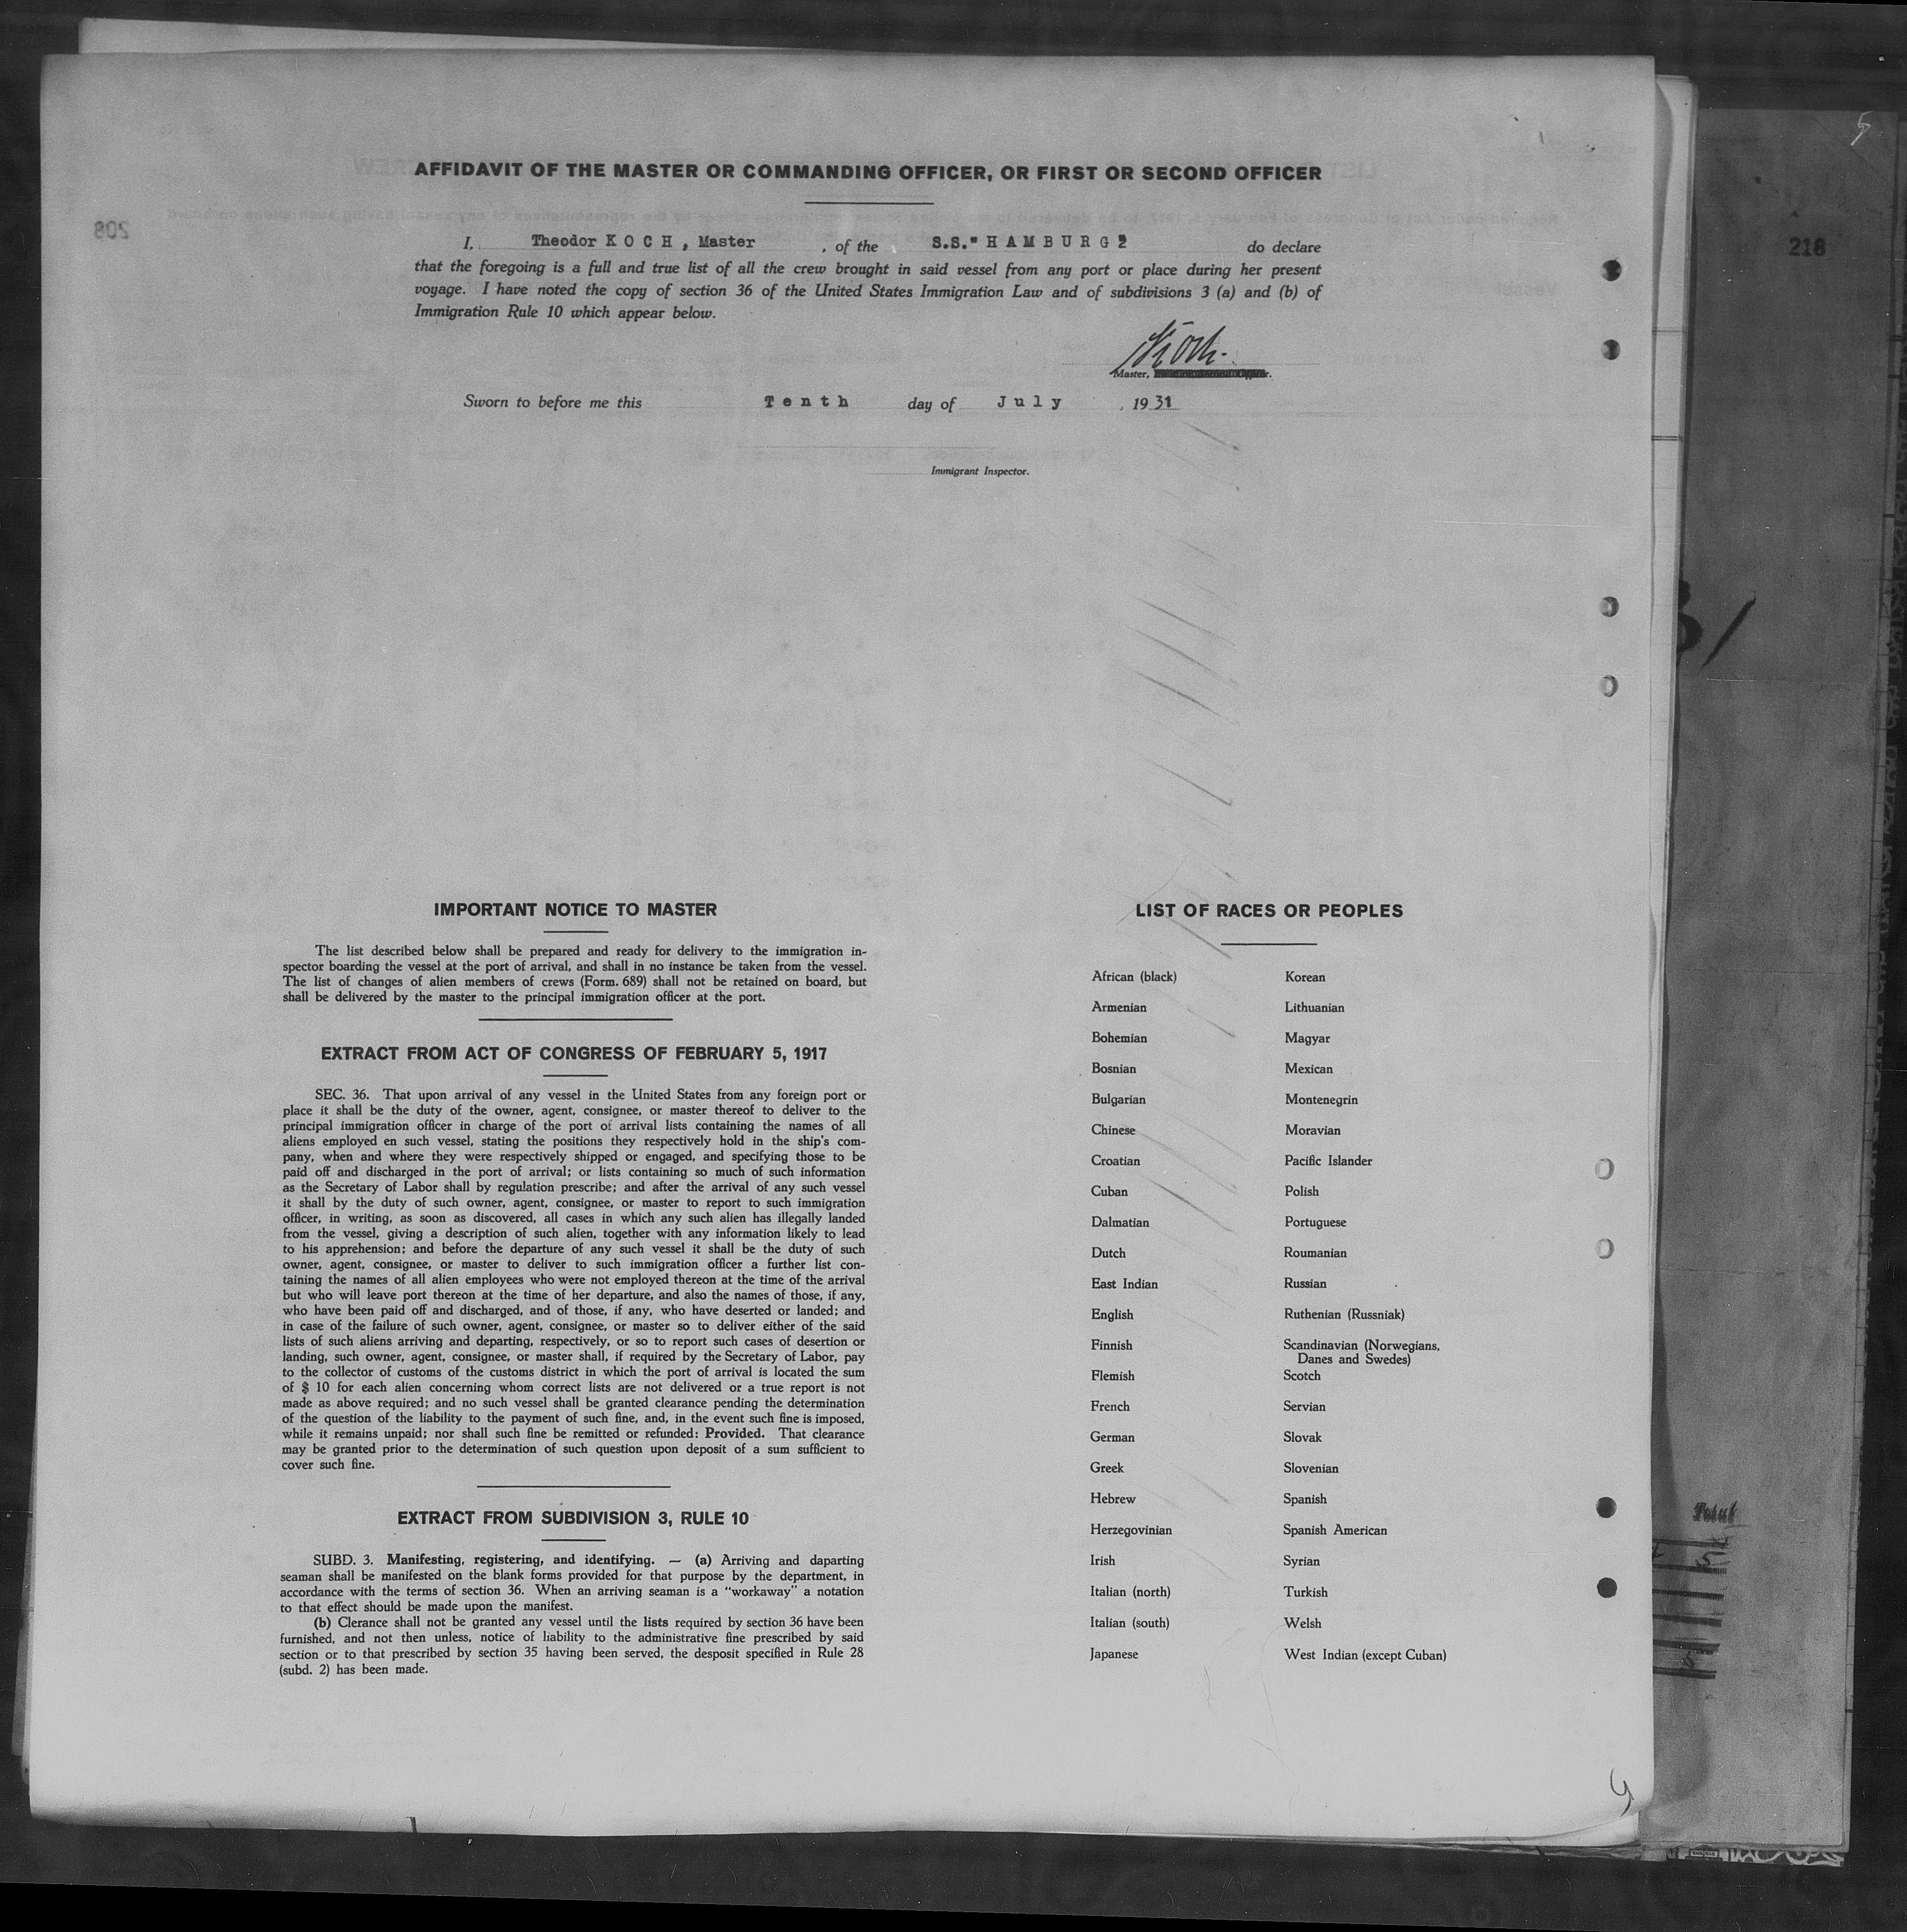 AFFIDAVIT OF THE MASTER OR COMMANDING OFFICER, OR FIRST OR SECOND OFFICER
I, Theodor K O C H , Master , of the S.S." H A M B U R G 2 do declare
that the foregoing is a full and true list of all the crew brought in said vessel from any port or place during her present
voyage. I have noted the copy of section 36 of the United States Immigration Law and of subdivisions 3 (a) and (b) of
Immigration Rule 10 which appear below.
Koch.
Master,
Sworn to before me this T e n t h day of J u l y , 19 31
Immigrant Inspector.
IMPORTANT NOTICE TO MASTER
The list described below shall be prepared and ready for delivery to the immigration in-
spector boarding the vessel at the port of arrival, and shall in no instance be taken from the vessel.
The list of changes of alien members of crews (Form. 689) shall not be retained on board, but
shall be delivered by the master to the principal immigration officer at the port.
EXTRACT FROM ACT OF CONGRESS OF FEBRUARY 5, 1917
SEC. 36. That upon arrival of any vessel in the United States from any foreign port or
place it shall be the duty of the owner, agent, consignee, or master thereof to deliver to the
principal immigration officer in charge of the port of arrival lists containing the names of all
aliens employed en such vessel, stating the positions they respectively hold in the ship's com-
pany, when and where they were respectively shipped or engaged, and specifying those to be
paid off and discharged in the port of arrival; or lists containing so much of such information
as the Secretary of Labor shall by regulation prescribe; and after the arrival of any such vessel
it shall by the duty of such owner, agent, consignee, or master to report to such immigration
officer, in writing, as soon as discovered, all cases in which any such alien has illegally landed
from the vessel, giving a description of such alien, together with any information likely to lead
to his apprehension; and before the departure of any such vessel it shall be the duty of such
owner, agent, consignee, or master to deliver to such immigration officer a further list con-
taining the names of all alien employees who were not employed thereon at the time of the arrival
but who will leave port thereon at the time of her departure, and also the names of those, if any,
who have been paid off and discharged, and of those, if any, who have deserted or landed; and
in case of the failure of such owner, agent, consignee, or master so to deliver either of the said
lists of such aliens arriving and departing, respectively, or so to report such cases of desertion or
landing, such owner, agent, consignee, or master shall, if required by the Secretary of Labor, pay
to the collector of customs of the customs district in which the port of arrival is located the sum
of $ 10 for each alien concerning whom correct lists are not delivered or a true report is not
made as above required; and no such vessel shall be granted clearance pending the determination
of the question of the liability to the payment of such fine, and, in the event such fine is imposed,
while it remains unpaid; nor shall such fine be remitted or refunded: Provided. That clearance
may be granted prior to the determination of such question upon deposit of a sum sufficient to
cover such fine.
EXTRACT FROM SUBDIVISION 3, RULE 10
SUBD. 3. Manifesting, registering, and identifying. — (a) Arriving and daparting
seaman shall be manifested on the blank forms provided for that purpose by the department, in
accordance with the terms of section 36. When an arriving seaman is a "workaway" a notation
to that effect should be made upon the manifest.
(b) Clerance shall not be granted any vessel until the lists required by section 36 have been
furnished, and not then unless, notice of liability to the administrative fine prescribed by said
section or to that prescribed by section 35 having been served, the desposit specified in Rule 28
(subd. 2) has been made.
LIST OF RACES OR PEOPLES
African (black)
Armenian
Bohemian
Bosnian
Bulgarian
Chinese
Croatian
Cuban
Dalmatian
Dutch
East Indian
English
Finnish
Flemish
French
German
Greek
Hebrew
Herzegovinian
Irish
Italian (north)
Italian (south)
Japanese
Korean
Lithuanian
Magyar
Mexican
Montenegrin
Moravian
Pacific Islander
Polish
Portuguese
Roumanian
Russian
Ruthenian (Russniak)
Scandinavian (Norwegians,
Danes and Swedes)
Scotch
Servian
Slovak
Slovenian
Spanish
Spanish American
Syrian
Turkish
Welsh
West Indian (except Cuban)
5
218